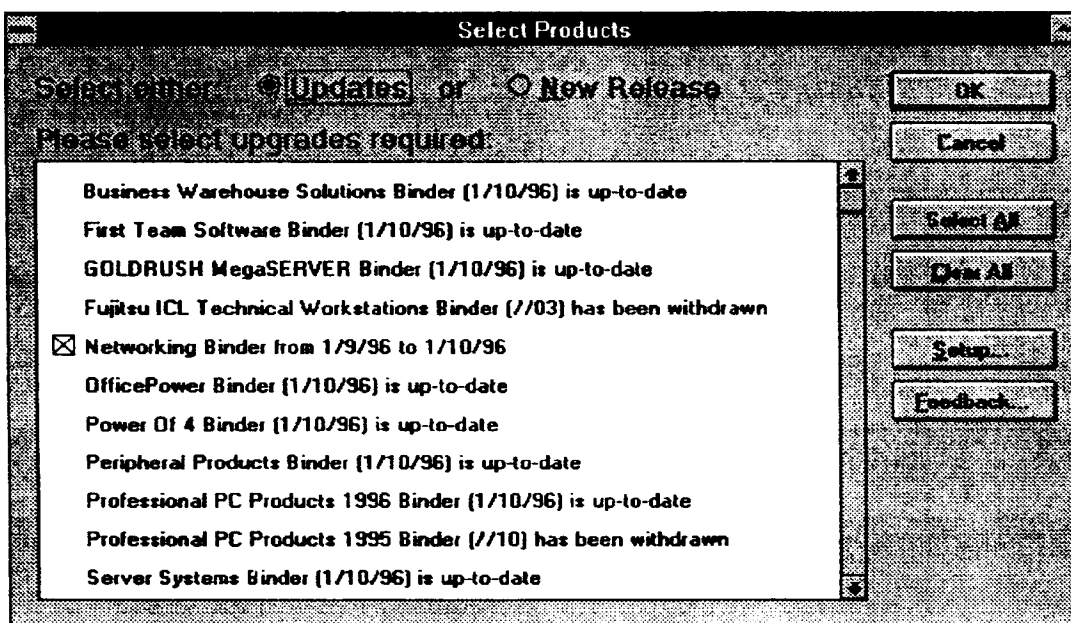 Select Products
Select either: Updates or New Release
Please select upgrades required:
Business Warehouse Solutions Binder (1/10/96) is up-to-date
First Team Software Binder (1/10/96) is up-to-date
GOLDRUSH MegaSERVER Binder (1/10/96) is up-to-date
Fujitsu ICL Technical Workstations Binder (//03) has been withdrawn
Networking Binder from 1/9/96 to 1/10/96
OfficePower Binder (1/10/96) is up-to-date
Power Of 4 Binder (1/10/96) is up-to-date
Peripheral Products Binder (1/10/96) is up-to-date
Professional PC Products 1996 Binder (1/10/96) is up-to-date
Professional PC Products 1995 Binder (//10) has been withdrawn
Server Systems Binder (1/10/96) is up-to-date
OK
Cancel
Select All
Clear All
Setup...
Feedback...